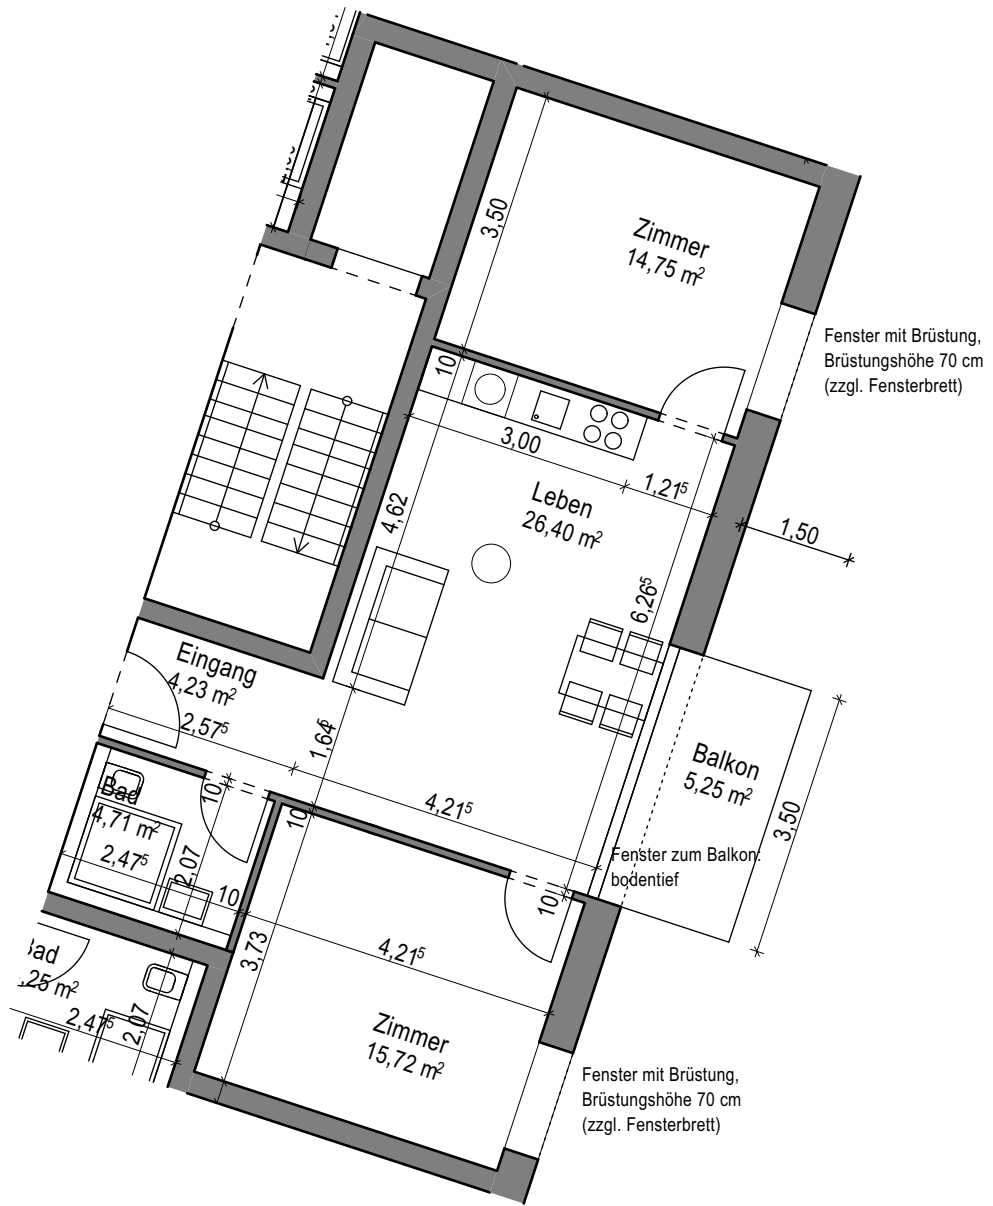 3,50
Zimmer
14,75 m²
Fenster mit Brüstung,
Brüstungshöhe 70 cm
(zzgl. Fensterbrett)
10
3,00
1,21⁵
Leben
26,40 m²
4,62
1,50
6,26⁵
Eingang
4,23 m²
2,57⁵
1,64⁵
Balkon
5,25 m²
3,50
Bad
4,71 m²
10
10
4,21⁵
2,47⁵
2,07
Fenster zum Balkon:
bodentief
10
10
3,73
4,21⁵
Bad
,25 m²
2,47⁵
2,07
Zimmer
15,72 m²
Fenster mit Brüstung,
Brüstungshöhe 70 cm
(zzgl. Fensterbrett)